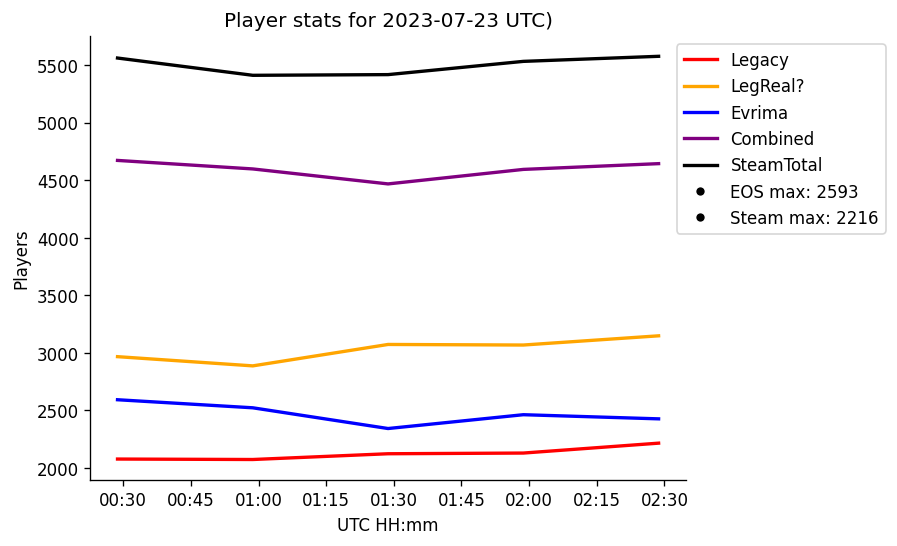 Player stats for 2023-07-23 UTC)
Legacy
LegReal?
Evrima
Combined
SteamTotal
EOS max: 2593
Steam max: 2216
Players
5500
5000
4500
4000
3500
3000
2500
2000
00:30 00:45 01:00 01:15 01:30 01:45 02:00 02:15 02:30
UTC HH:mm